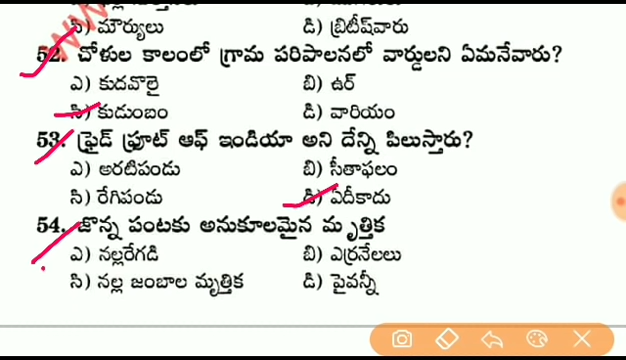 సి) మౌర్యులు డి) బ్రిటీష్‌వారు
52. చోళుల కాలంలో గ్రామ పరిపాలనలో వార్డులని ఏమనేవారు?
ఎ) కుదవొలై బి) ఉర్
సి) కుడుంబం డి) వారియం
53. ఫ్రైడ్ ఫ్రూట్ ఆఫ్ ఇండియా అని దేన్ని పిలుస్తారు?
ఎ) అరటిపండు బి) సీతాఫలం
సి) రేగిపండు డి) ఏదీకాదు
54. జొన్న పంటకు అనుకూలమైన మృత్తిక
ఎ) నల్లరేగడి బి) ఎర్రనేలలు
సి) నల్ల జంబాల మృత్తిక డి) పైవన్నీ